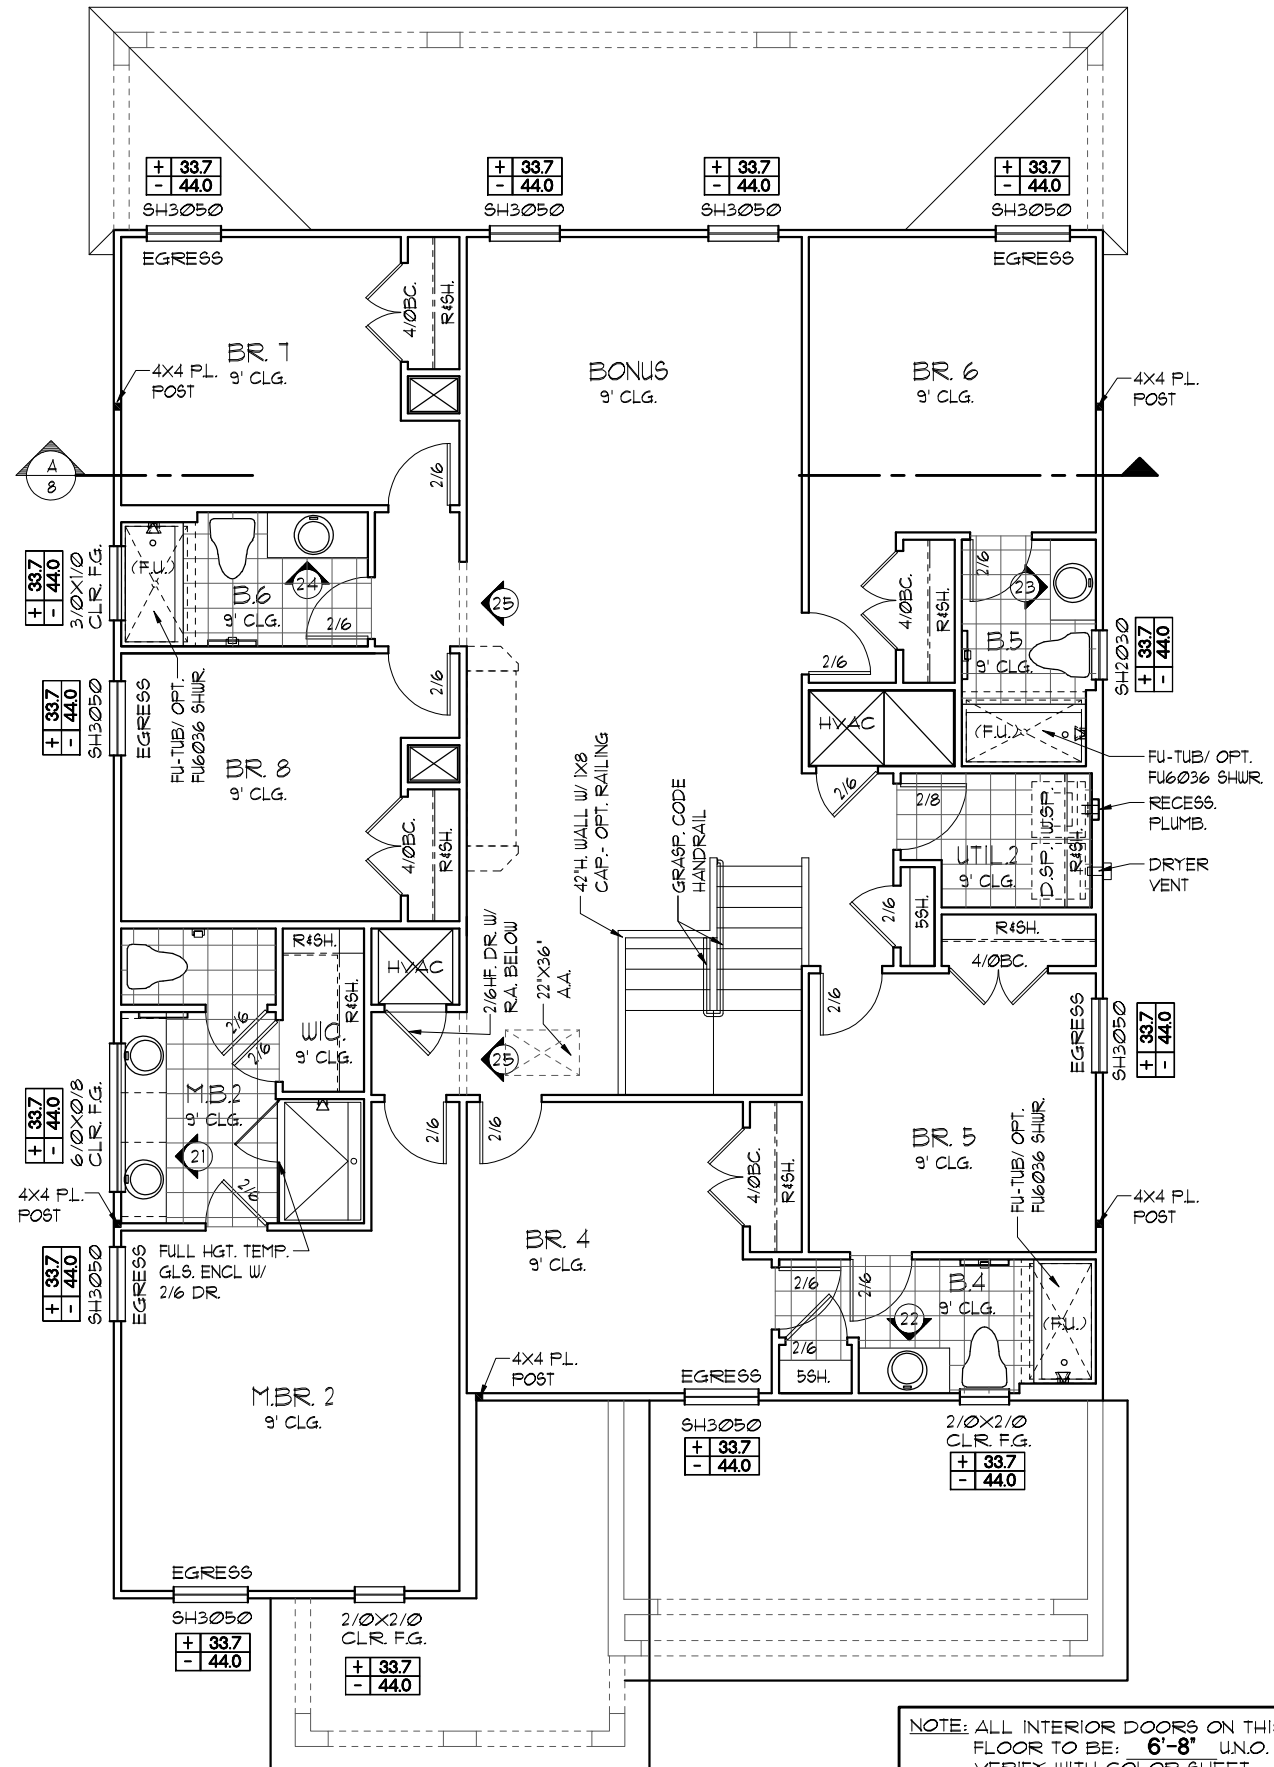 + 33.7
- 44.0
SH3050
EGRESS
+ 33.7
- 44.0
SH3050
+ 33.7
- 44.0
SH3050
+ 33.7
- 44.0
SH3050
EGRESS
4/0BC.
R&SH.
BR. 7
9' CLG.
4X4 P.L.
POST
BONUS
9' CLG.
BR. 6
9' CLG.
4X4 P.L.
POST
A
8
2/6
+ 33.7
- 44.0
3/0X1/0
CLR. F.G.
(F.U.)
24
B.6
9' CLG.
2/6
25
4/0BC.
R&SH.
2/6
23
B.5
9' CLG.
SH2030
+ 33.7
- 44.0
2/6
2/6
+ 33.7
- 44.0
SH3050
EGRESS
FU-TUB/ OPT.
FU6036 SHWR.
BR. 8
9' CLG.
HVAC
(F.U.)
FU-TUB/ OPT.
FU6036 SHWR.
42"H. WALL W/ 1X8
CAP.- OPT. RAILING
GRASP. CODE
HANDRAIL
2/6
2/8
W.SP.
D.SP.
R&SH.
RECESS.
PLUMB.
4/0BC.
R&SH.
UTIL.2
9' CLG.
DRYER
VENT
2/6
5SH.
R&SH.
4/0BC.
R&SH.
HVAC
2/6HF. DR. W/
R.A. BELOW
22"X36"
A.A.
2/6
R&SH.
EGRESS
SH3050
+ 33.7
- 44.0
2/6
2/6
W.I.C.
9' CLG.
25
+ 33.7
- 44.0
6/0X0/8
CLR. F.G.
M.B.2
9' CLG.
21
2/6
2/6
2/6
BR. 5
9' CLG.
FU-TUB/ OPT.
FU6036 SHWR.
4/0BC.
R&SH.
4X4 P.L.
POST
4X4 P.L.
POST
+ 33.7
- 44.0
SH3050
EGRESS
FULL HGT. TEMP.
GLS. ENCL W/
2/6 DR.
BR. 4
9' CLG.
2/6
2/6
B.4
9' CLG.
22
(F.U.)
2/6
4X4 P.L.
POST
EGRESS
5SH.
M.BR. 2
9' CLG.
SH3050
+ 33.7
- 44.0
2/0X2/0
CLR. F.G.
+ 33.7
- 44.0
EGRESS
SH3050
+ 33.7
- 44.0
2/0X2/0
CLR. F.G.
+ 33.7
- 44.0
NOTE: ALL INTERIOR DOORS ON THIS
FLOOR TO BE: 6'-8" U.N.O.
VERIFY WITH COLOR SHEET